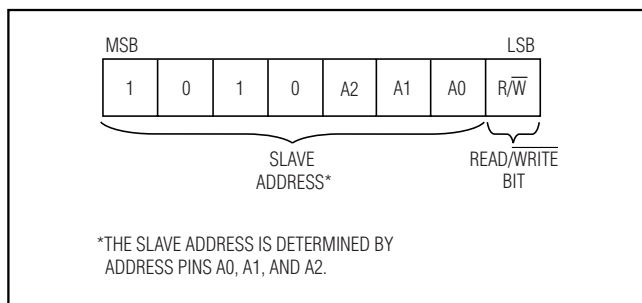 MSB LSB
1 0 1 0 A2 A1 A0 R/W̅
SLAVE
ADDRESS*
READ/W̅R̅I̅T̅E̅
BIT
*THE SLAVE ADDRESS IS DETERMINED BY
ADDRESS PINS A0, A1, AND A2.